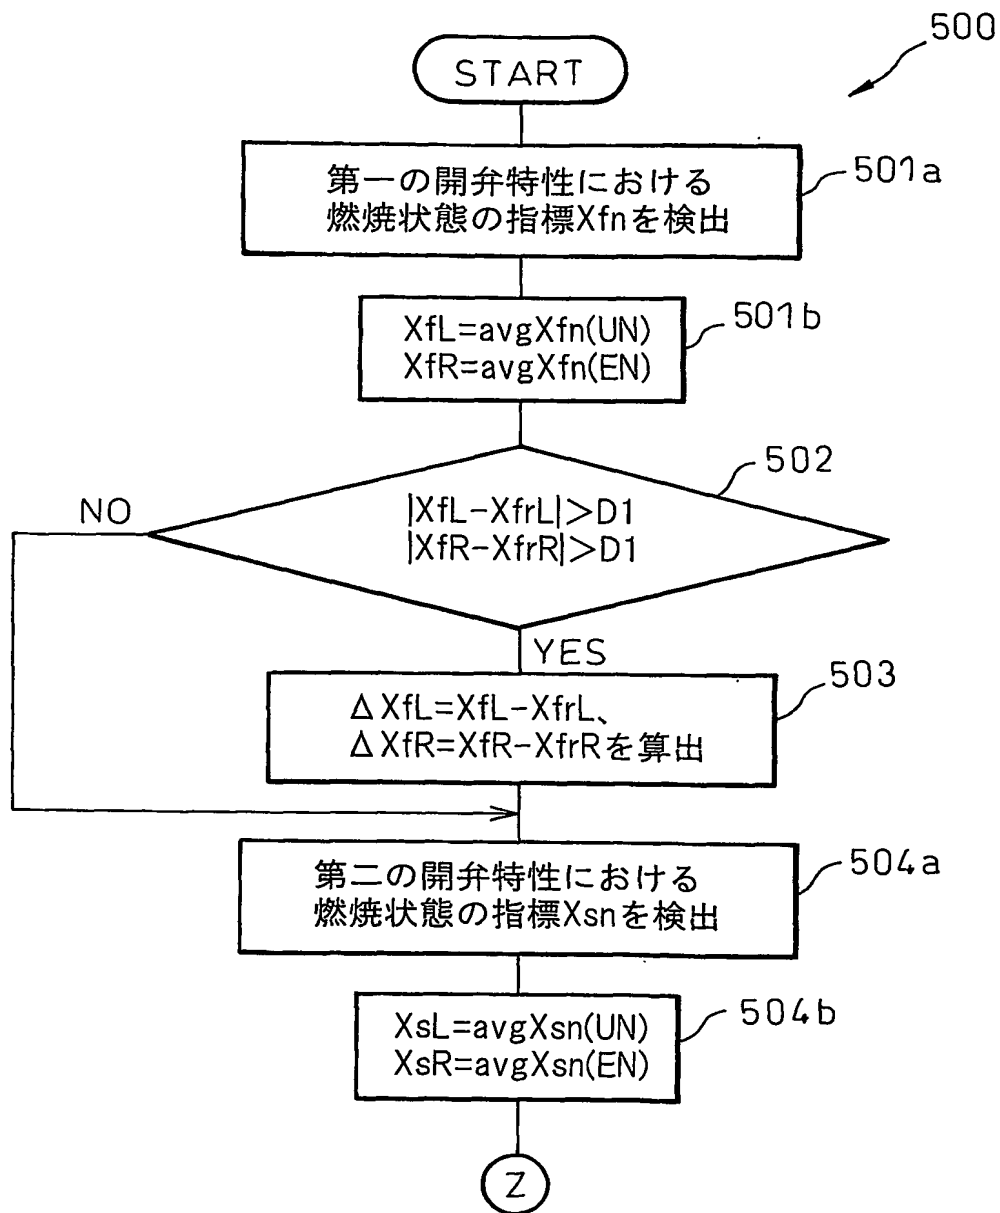 500
START
第一の開弁特性における
燃焼状態の指標Xfnを検出
501a
XfL=avgXfn(UN)
XfR=avgXfn(EN)
501b
502
|XfL-XfrL|>D1
|XfR-XfrR|>D1
NO
YES
503
ΔXfL=XfL-XfrL、
ΔXfR=XfR-XfrRを算出
504a
第二の開弁特性における
燃焼状態の指標Xsnを検出
504b
XsL=avgXsn(UN)
XsR=avgXsn(EN)
Z